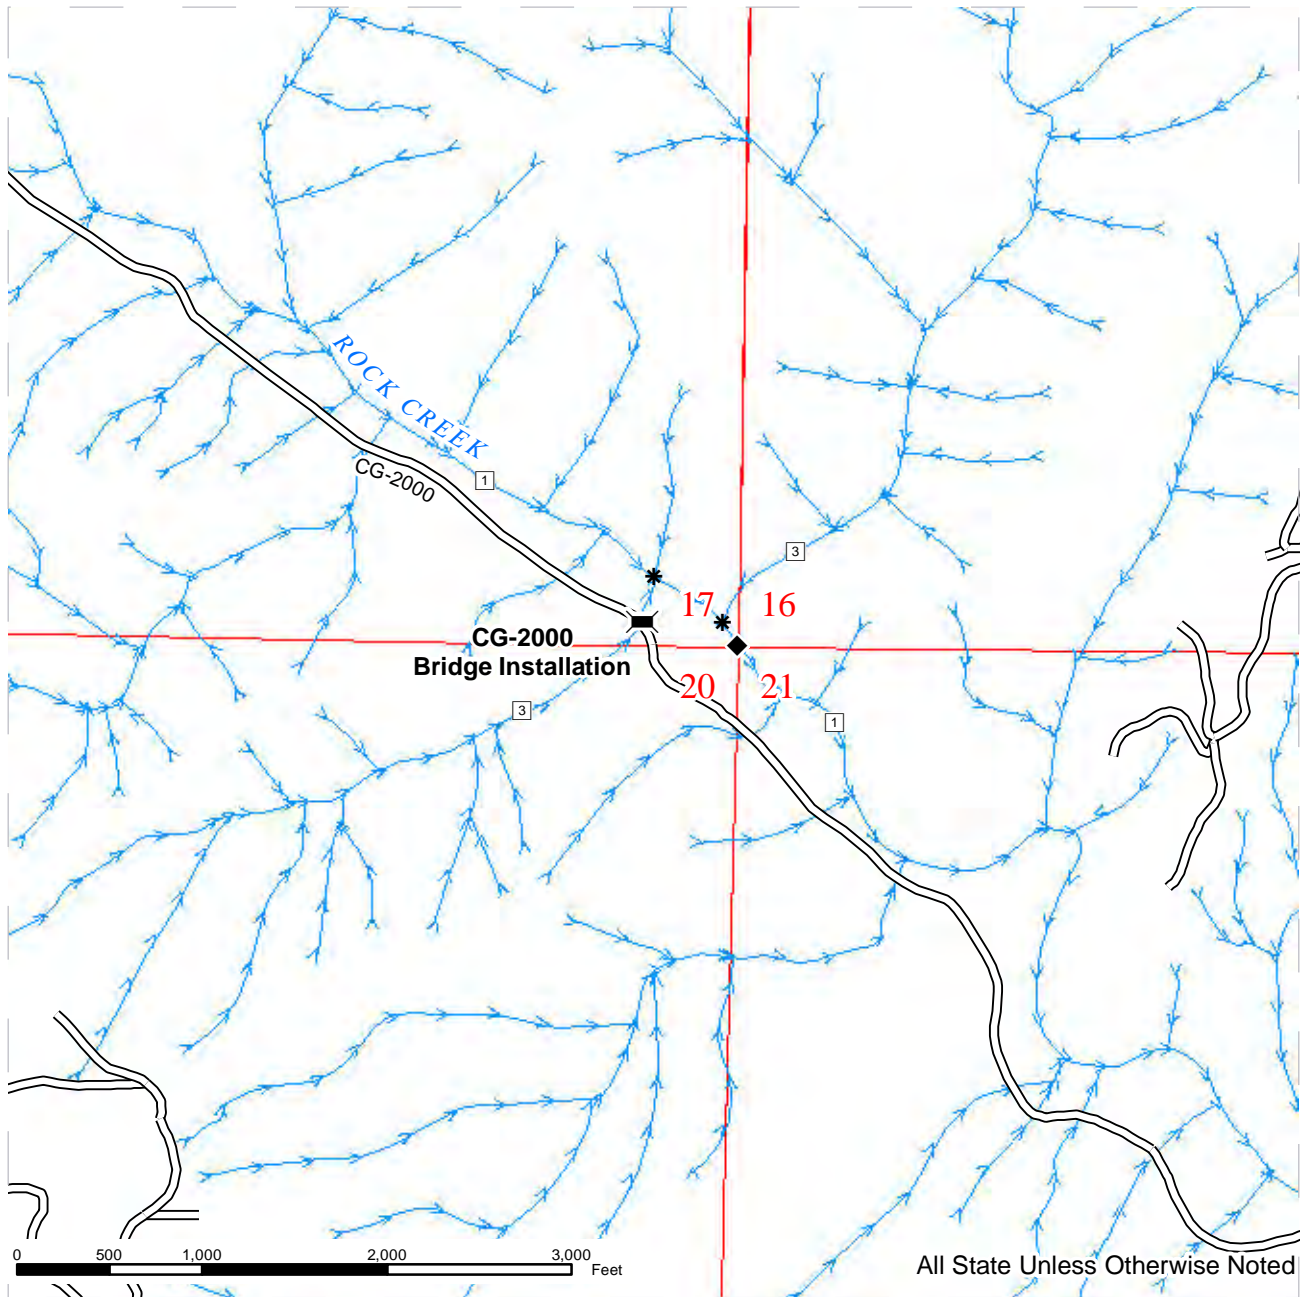 ROCK CREEK
CG-2000
1
3
17
16
CG-2000
Bridge Installation
20
21
3
1
0
500
1,000
2,000
3,000
Feet
All State Unless Otherwise Noted